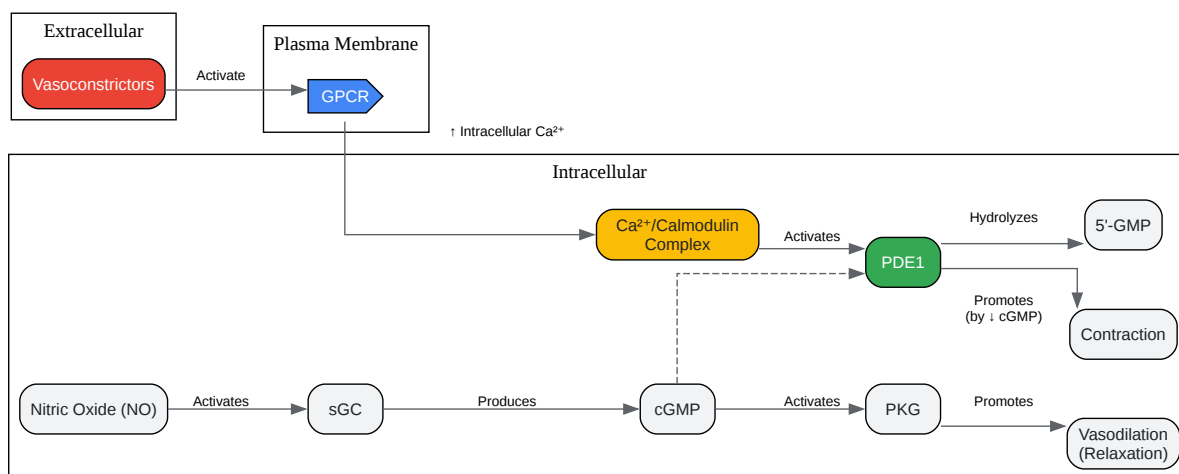 Extracellular
Vasoconstrictors
Activate
Plasma Membrane
GPCR
↑ Intracellular Ca²⁺
Intracellular
Ca²⁺/Calmodulin
Complex
Activates
PDE1
Hydrolyzes
5'-GMP
Promotes
(by ↓ cGMP)
Contraction
Nitric Oxide (NO)
Activates
sGC
Produces
cGMP
Activates
PKG
Promotes
Vasodilation
(Relaxation)